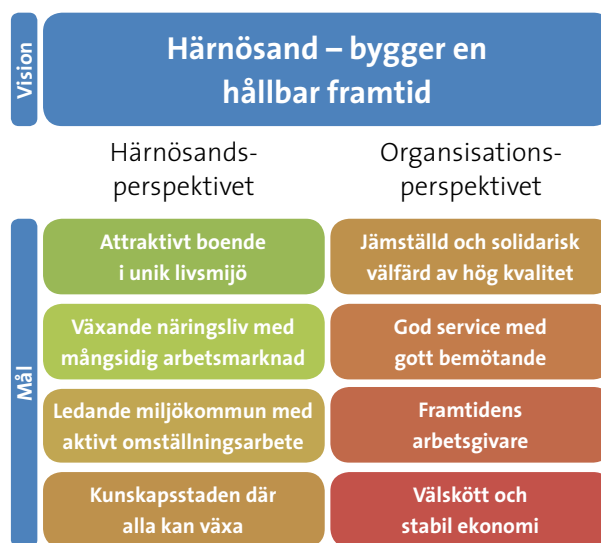 Vision
Härnösand – bygger en
hållbar framtid
Härnösands-
perspektivet
Organsisations-
perspektivet
Mål
Attraktivt boende
i unik livsmijö
Jämställd och solidarisk
välfärd av hög kvalitet
Växande näringsliv med
mångsidig arbetsmarknad
God service med
gott bemötande
Ledande miljökommun med
aktivt omställningsarbete
Framtidens
arbetsgivare
Kunskapsstaden där
alla kan växa
Välskött och
stabil ekonomi